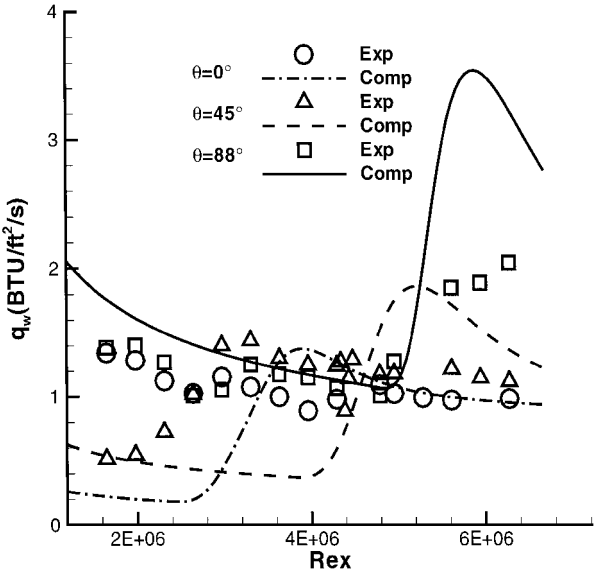 4
3
2
1
0
q_w(BTU/ft²/s)
θ=0°
Exp
Comp
θ=45°
Exp
Comp
θ=88°
Exp
Comp
2E+06 4E+06 6E+06
Rex